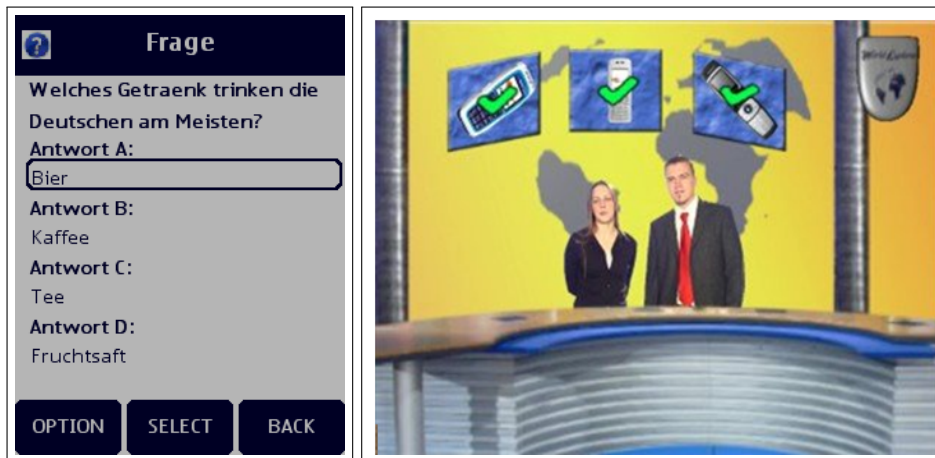 Frage
Welches Getraenk trinken die
Deutschen am Meisten?
Antwort A:
Bier
Antwort B:
Kaffee
Antwort C:
Tee
Antwort D:
Fruchtsaft
OPTION SELECT BACK